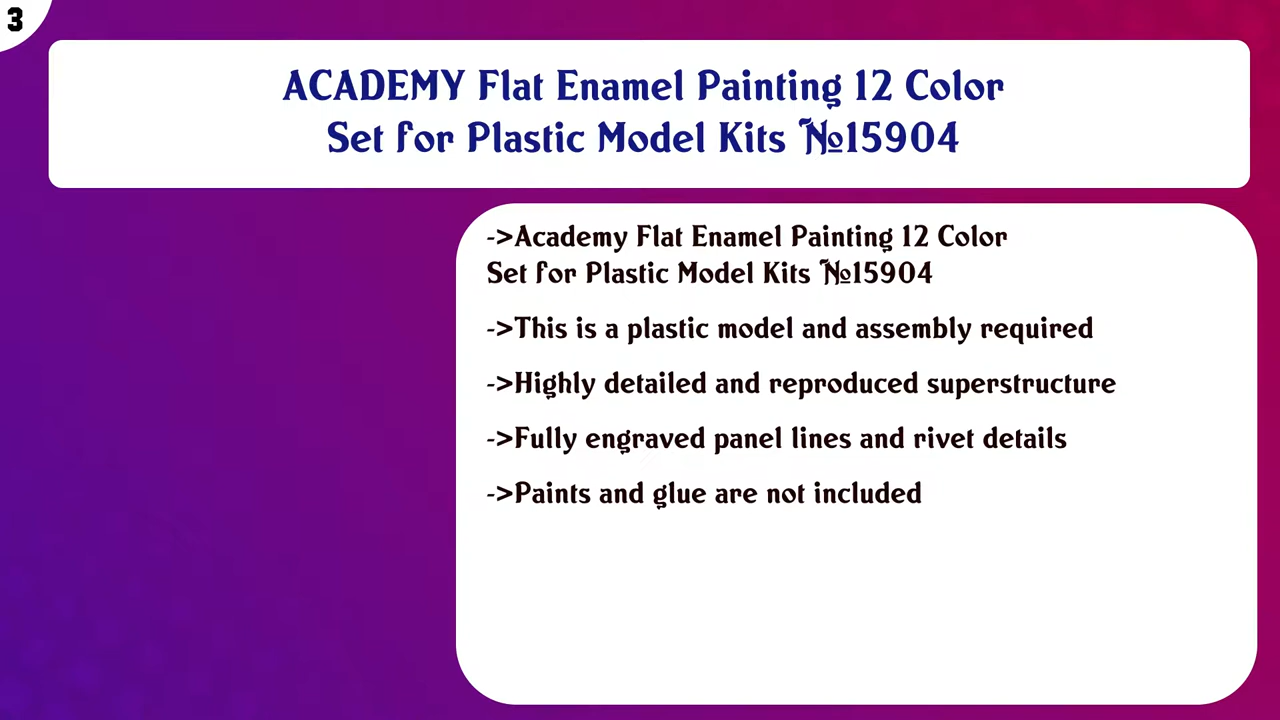 3
ACADEMY Flat Enamel Painting 12 Color
Set for Plastic Model Kits №15904
->Academy Flat Enamel Painting 12 Color
Set for Plastic Model Kits №15904
->This is a plastic model and assembly required
->Highly detailed and reproduced superstructure
->Fully engraved panel lines and rivet details
->Paints and glue are not included